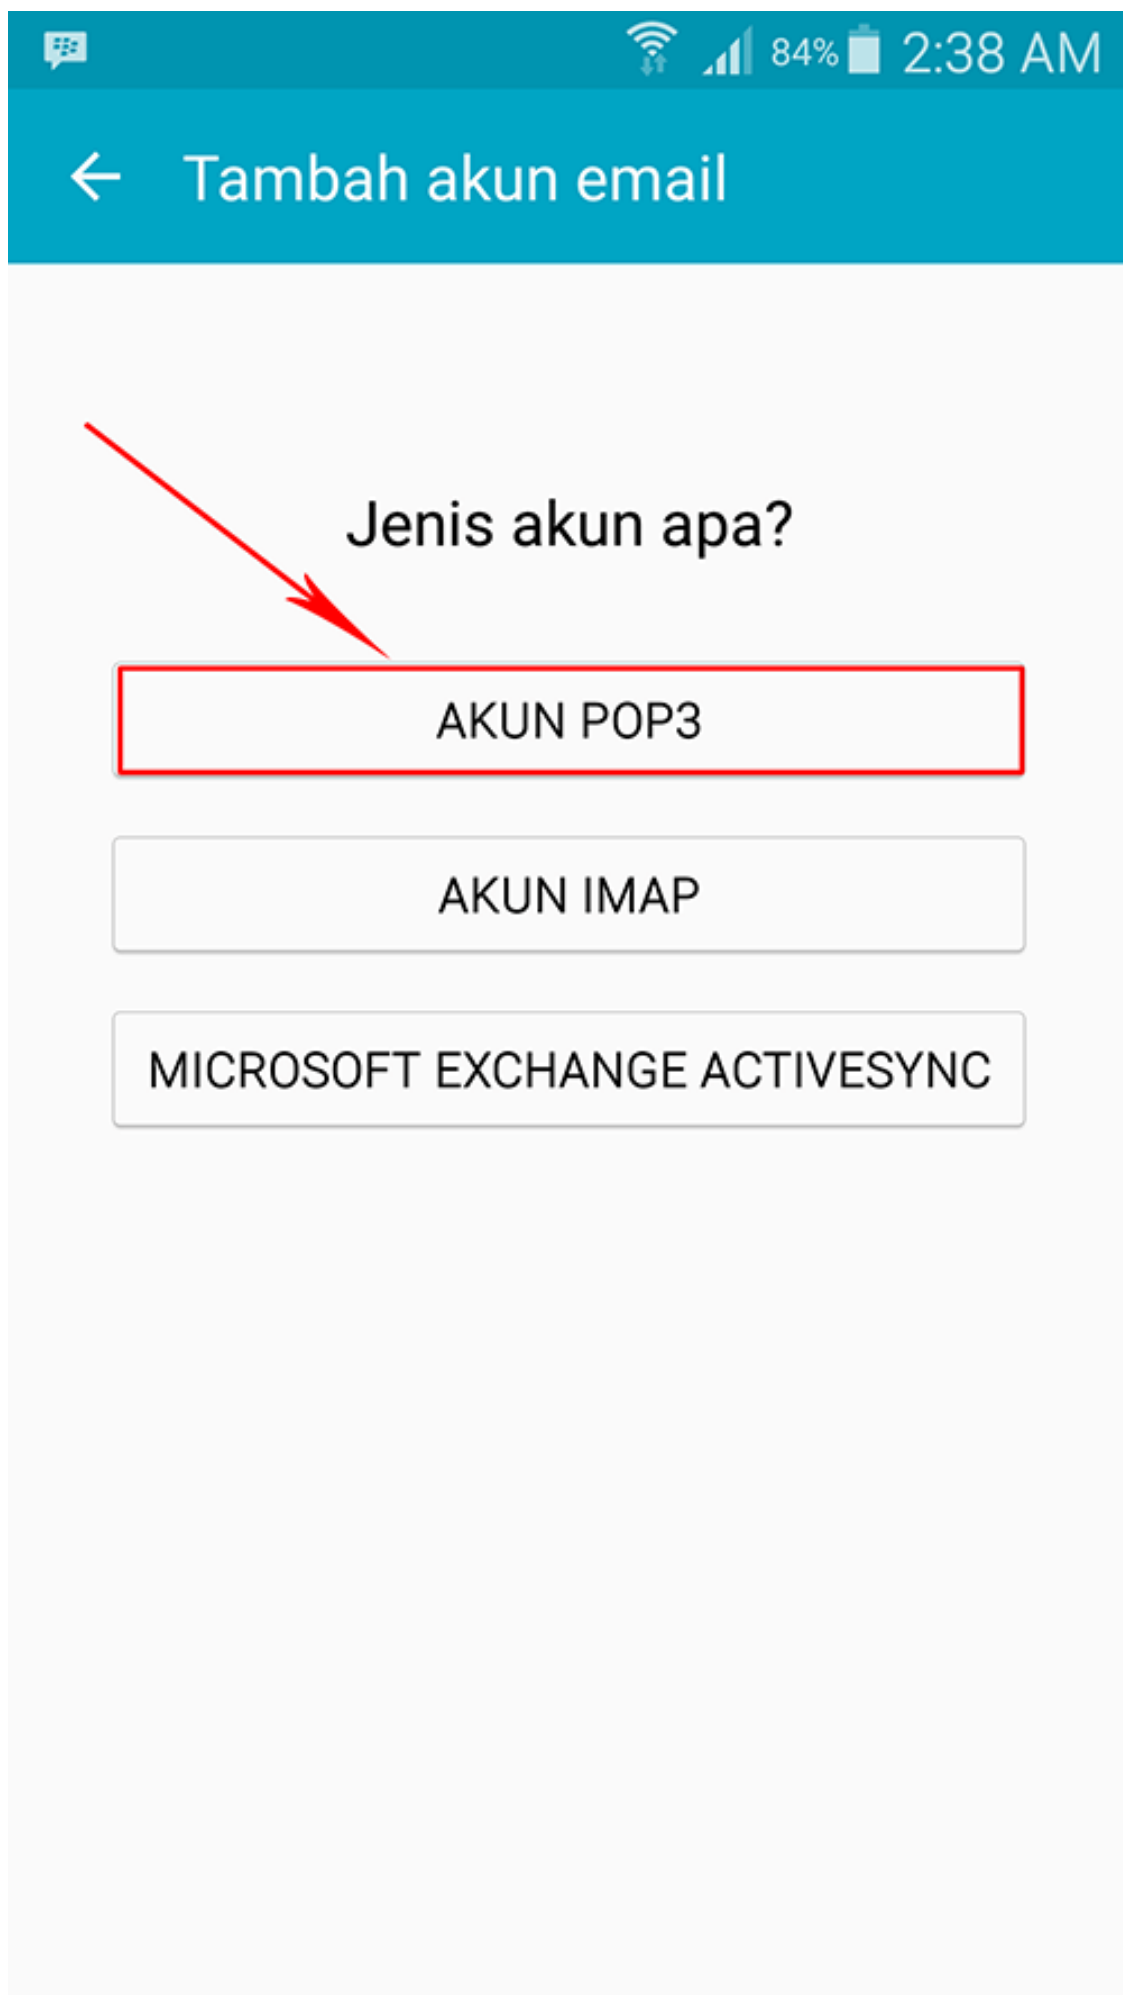 84% 2:38 AM
Tambah akun email
Jenis akun apa?
AKUN POP3
AKUN IMAP
MICROSOFT EXCHANGE ACTIVESYNC